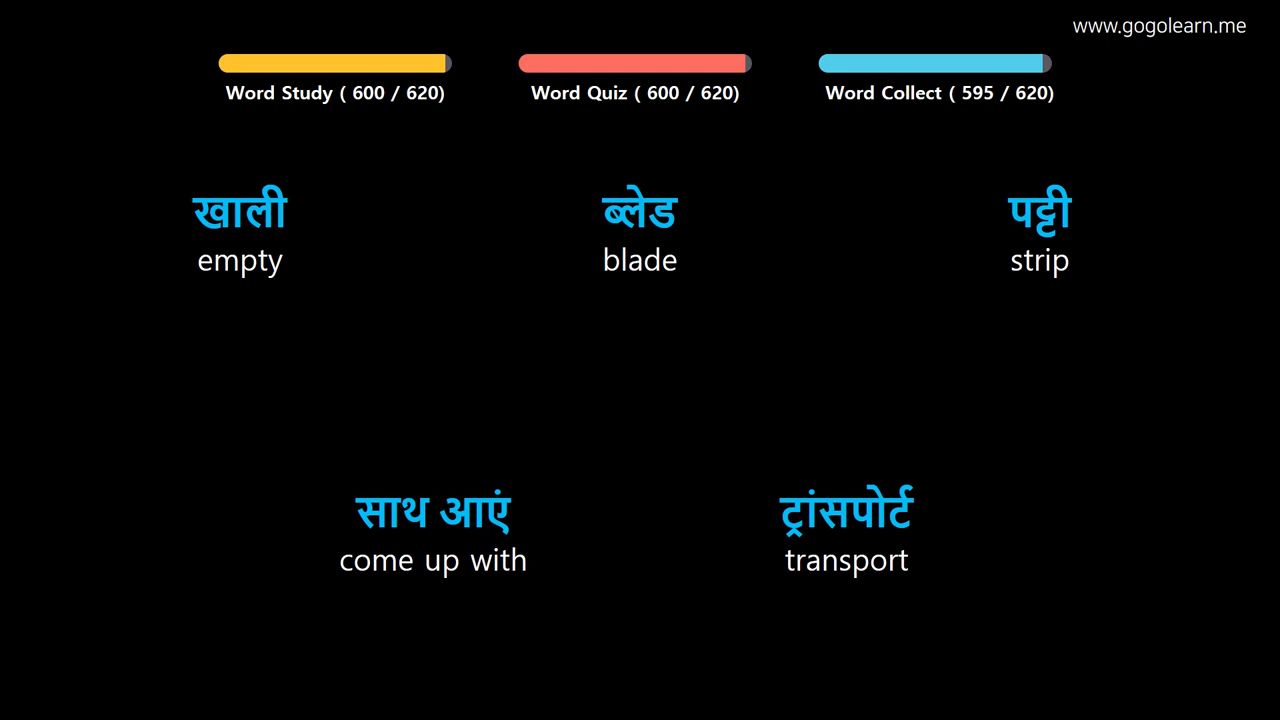 www.gogolearn.me
Word Study ( 600 / 620)
Word Quiz ( 600 / 620)
Word Collect ( 595 / 620)
खाली
empty
ब्लेड
blade
पट्टी
strip
साथ आएं
come up with
ट्रांसपोर्ट
transport